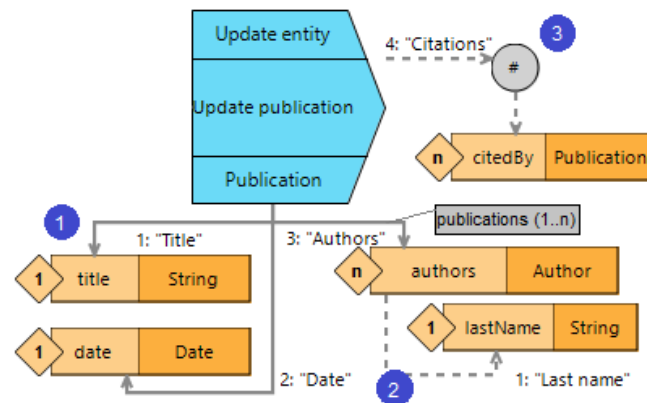 Update entity
4: "Citations"
3
#
Update publication
n citedBy Publication
Publication
publications (1..n)
1
1: "Title"
3: "Authors"
1 title String
n authors Author
1 lastName String
1 date Date
2: "Date"
2
1: "Last name"